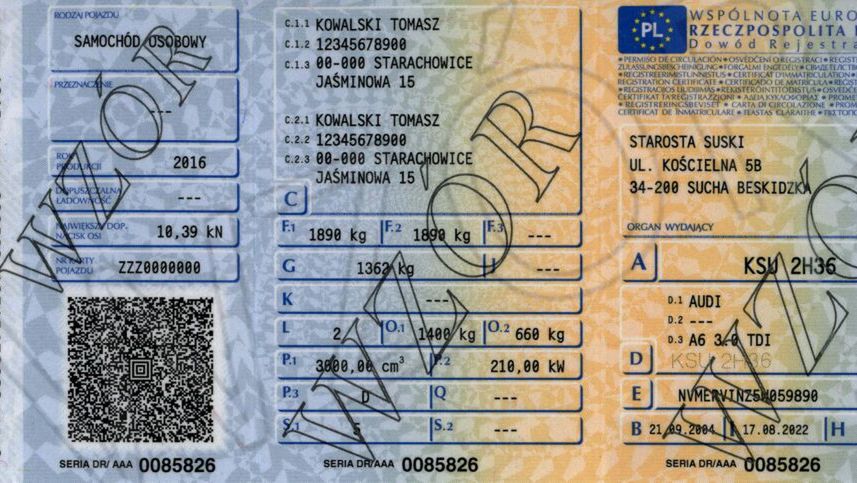 RODZAJ POJAZDU
SAMOCHÓD OSOBOWY
PRZEZNACZENIE
---
ROK PRODUKCJI
2016
DOPUSZCZALNA ŁADOWNOŚĆ
---
NAJWIĘKSZY DOP. NACISK OSI
10,39 kN
NR KARTY POJAZDU
ZZZ0000000
SERIA DR/AAA 0085826
WZÓR
C.1.1 KOWALSKI TOMASZ
C.1.2 12345678900
C.1.3 00-000 STARACHOWICE
JAŚMINOWA 15
C.2.1 KOWALSKI TOMASZ
C.2.2 12345678900
C.2.3 00-000 STARACHOWICE
JAŚMINOWA 15
C
F.1 1890 kg F.2 1890 kg F.3 ---
G 1362 kg J ---
K ---
L 2 O.1 1400 kg O.2 660 kg
P.1 3000,00 cm³ P.2 210,00 kW
P.3 D Q ---
S.1 5 S.2 ---
SERIA DR/AAA 0085826
WZÓR
PL
WSPÓLNOTA EURO
RZECZPOSPOLITA
Dowód Rejestra
STAROSTA SUSKI
UL. KOŚCIELNA 5B
34-200 SUCHA BESKIDZKA
ORGAN WYDAJĄCY
A KSU 2H36
D.1 AUDI
D.2 ---
D.3 A6 3.0 TDI
D KSU 2H36
E
B 21.09.2004 I 17.08.2022 H
SERIA DR/AAA 0085826
WZÓR